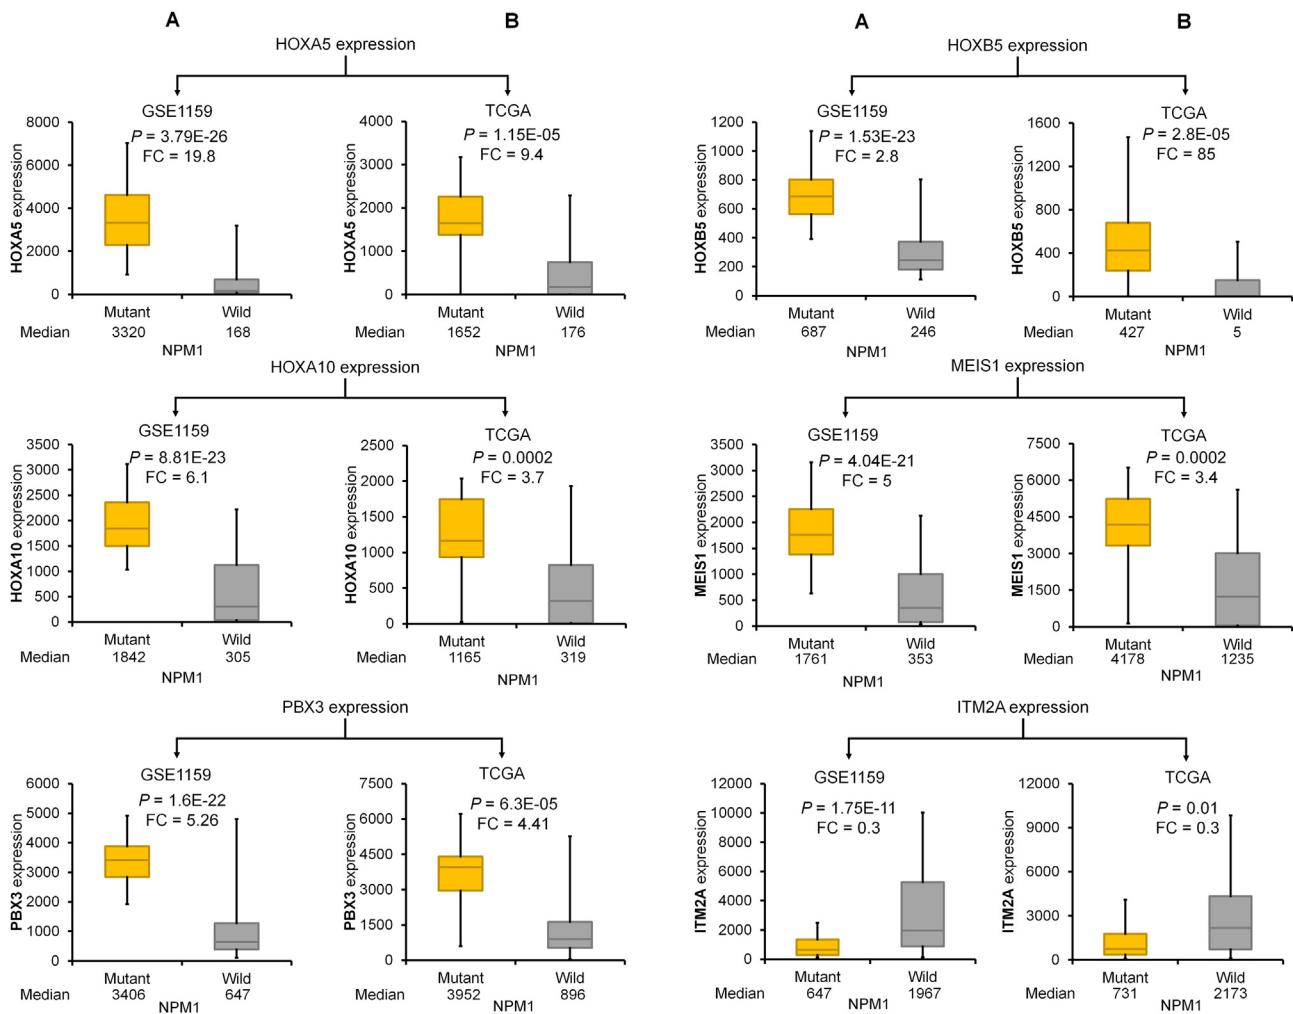 A
B
HOXA5 expression
GSE1159
P = 3.79E-26
FC = 19.8
8000
6000
4000
2000
0
HOXA5 expression
Mutant
Wild
Median
3320
168
NPM1
TCGA
P = 1.15E-05
FC = 9.4
4000
3000
2000
1000
0
HOXA5 expression
Mutant
Wild
Median
1652
176
NPM1
HOXA10 expression
GSE1159
P = 8.81E-23
FC = 6.1
3500
3000
2500
2000
1500
1000
500
0
HOXA10 expression
Mutant
Wild
Median
1842
305
NPM1
TCGA
P = 0.0002
FC = 3.7
2500
2000
1500
1000
500
0
HOXA10 expression
Mutant
Wild
Median
1165
319
NPM1
PBX3 expression
GSE1159
P = 1.6E-22
FC = 5.26
6000
5000
4000
3000
2000
1000
0
PBX3 expression
Mutant
Wild
Median
3406
647
NPM1
TCGA
P = 6.3E-05
FC = 4.41
7500
6000
4500
3000
1500
0
PBX3 expression
Mutant
Wild
Median
3952
896
NPM1
A
B
HOXB5 expression
GSE1159
P = 1.53E-23
FC = 2.8
1200
1000
800
600
400
200
0
HOXB5 expression
Mutant
Wild
Median
687
246
NPM1
TCGA
P = 2.8E-05
FC = 85
1600
1200
800
400
0
HOXB5 expression
Mutant
Wild
Median
427
5
NPM1
MEIS1 expression
GSE1159
P = 4.04E-21
FC = 5
3500
3000
2500
2000
1500
1000
500
0
MEIS1 expression
Mutant
Wild
Median
1761
353
NPM1
TCGA
P = 0.0002
FC = 3.4
7500
6000
4500
3000
1500
0
MEIS1 expression
Mutant
Wild
Median
4178
1235
NPM1
ITM2A expression
GSE1159
P = 1.75E-11
FC = 0.3
12000
10000
8000
6000
4000
2000
0
ITM2A expression
Mutant
Wild
Median
647
1967
NPM1
TCGA
P = 0.01
FC = 0.3
12000
9000
6000
3000
0
ITM2A expression
Mutant
Wild
Median
731
2173
NPM1